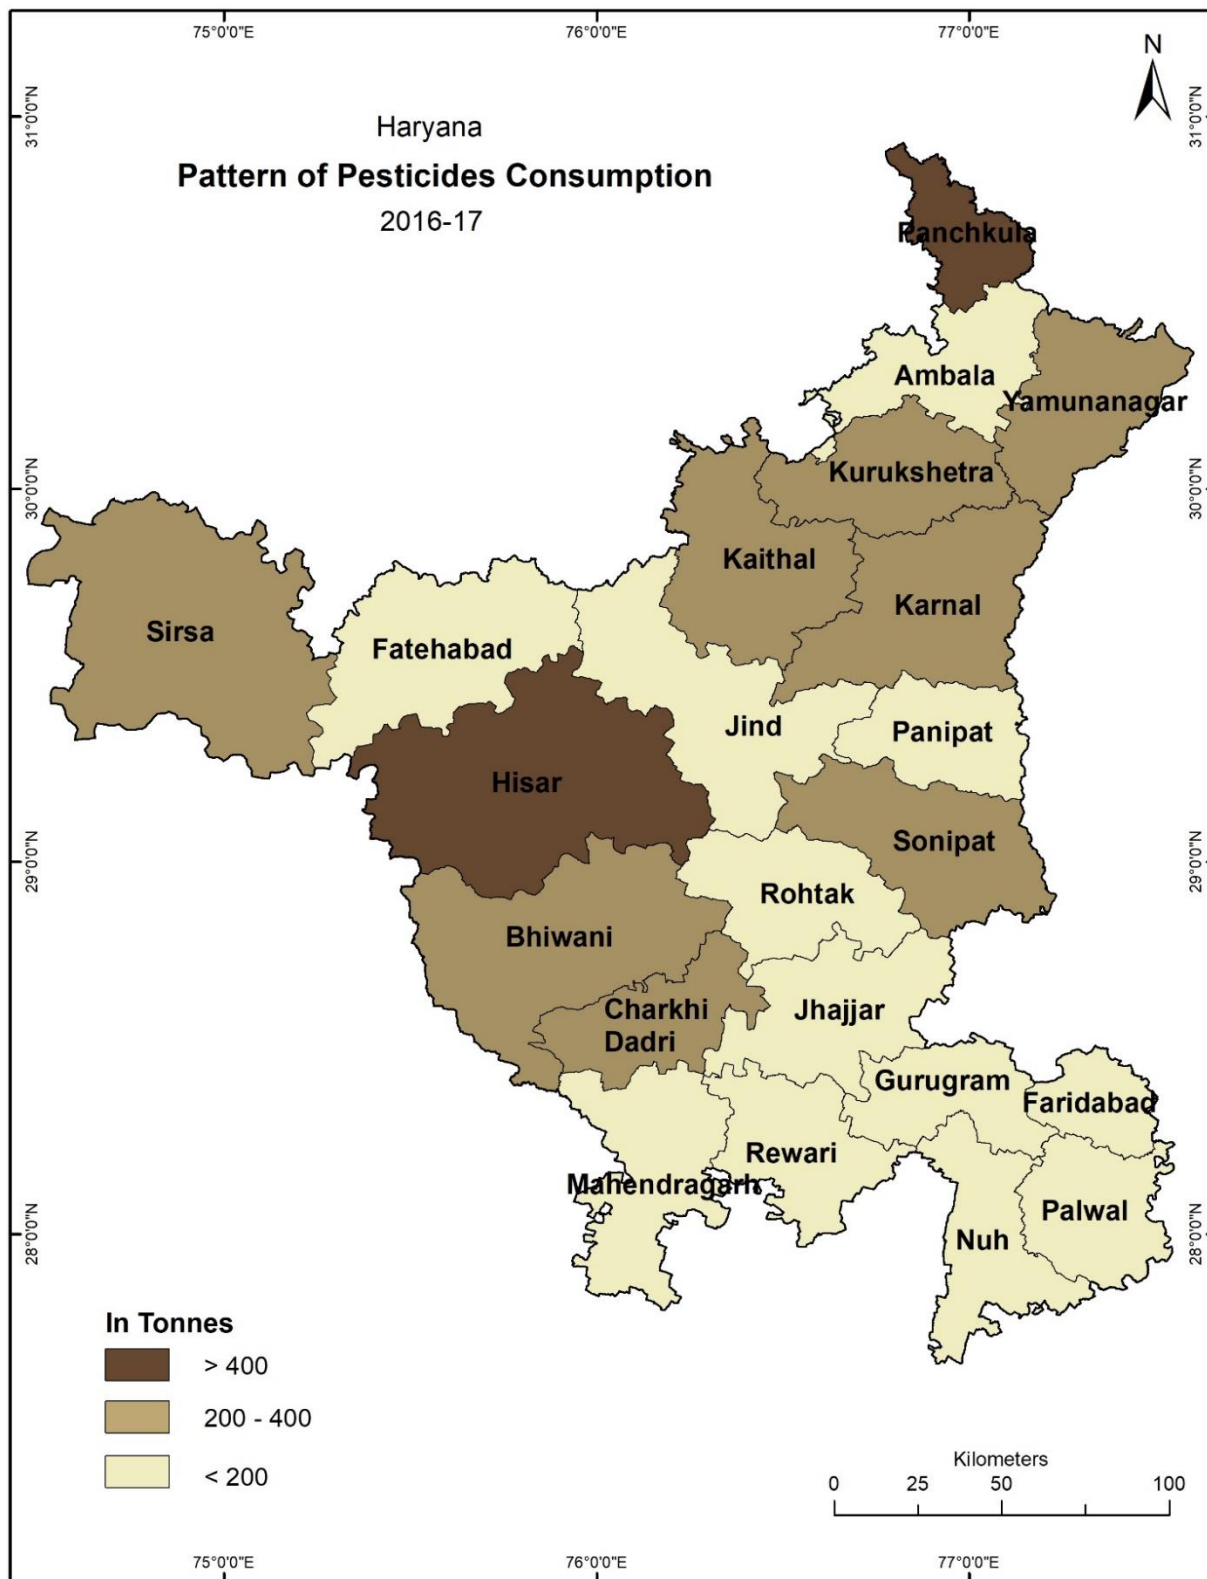 75°0'0"E 76°0'0"E 77°0'0"E
N
31°0'0"N 31°0'0"N
Haryana
Pattern of Pesticides Consumption
2016-17
Panchkula
Ambala
Yamunanagar
Kurukshetra
30°0'0"N 30°0'0"N
Kaithal
Karnal
Sirsa
Fatehabad
Jind
Panipat
Hisar
Sonipat
29°0'0"N 29°0'0"N
Rohtak
Bhiwani
Charkhi
Dadri
Jhajjar
Gurugram
Faridabad
Rewari
Mahendragarh
Palwal
28°0'0"N 28°0'0"N
Nuh
In Tonnes
> 400
200 - 400
< 200
Kilometers
0 25 50 100
75°0'0"E 76°0'0"E 77°0'0"E